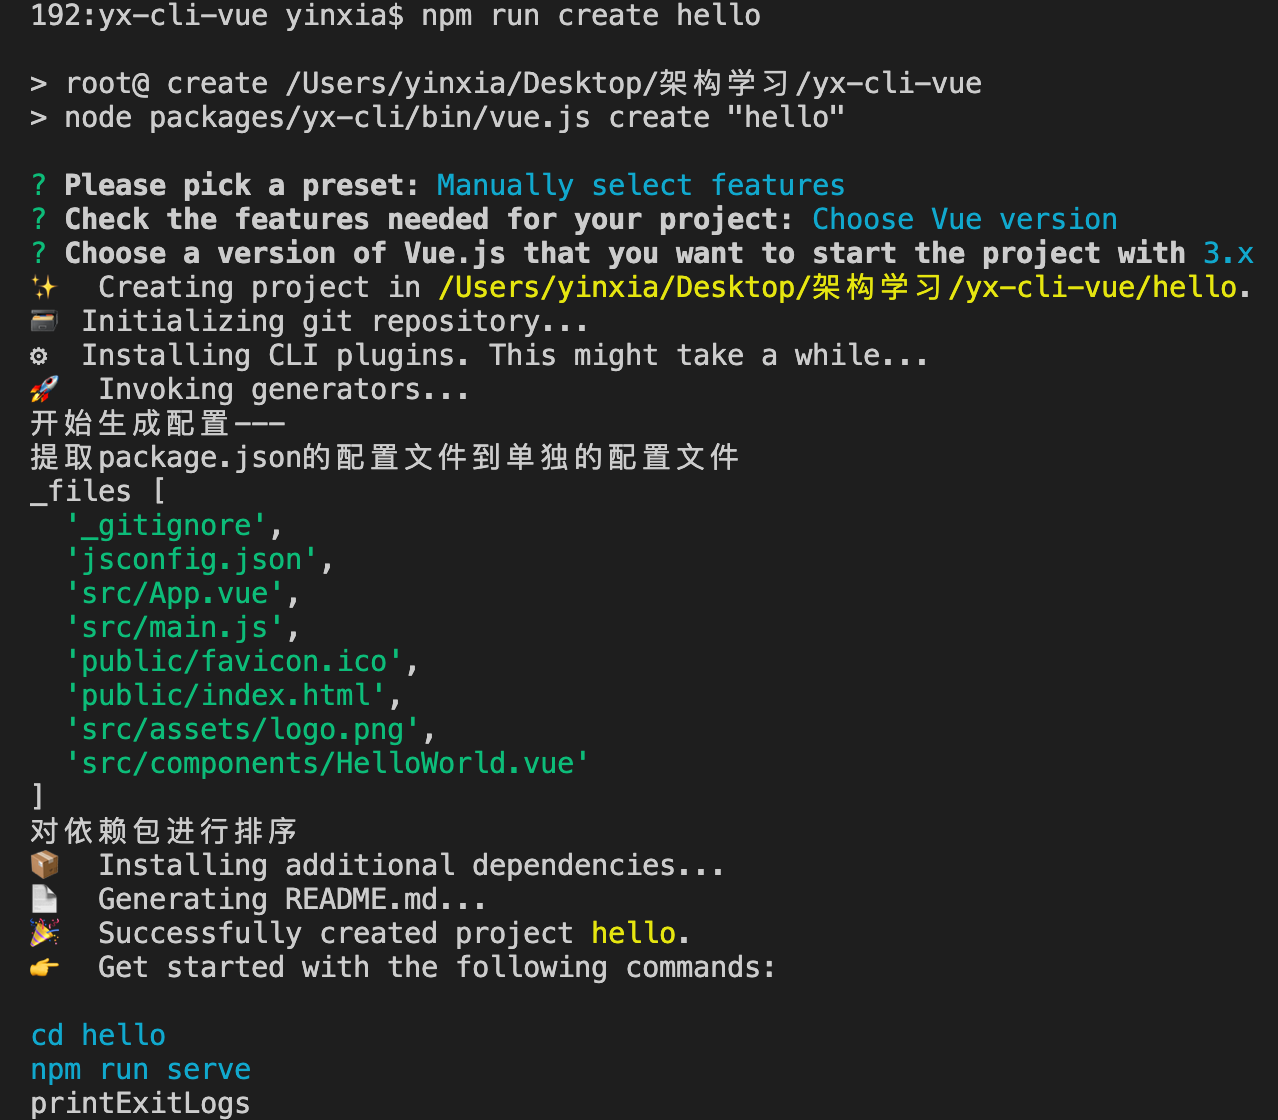 192:yx-cli-vue yinxia$ npm run create hello
> root@ create /Users/yinxia/Desktop/架构学习/yx-cli-vue
> node packages/yx-cli/bin/vue.js create "hello"
? Please pick a preset: Manually select features
? Check the features needed for your project: Choose Vue version
? Choose a version of Vue.js that you want to start the project with 3.x
✨ Creating project in /Users/yinxia/Desktop/架构学习/yx-cli-vue/hello.
🗃 Initializing git repository...
⚙ Installing CLI plugins. This might take a while...
🚀 Invoking generators...
开始生成配置---
提取package.json的配置文件到单独的配置文件
_files [
'_gitignore',
'jsconfig.json',
'src/App.vue',
'src/main.js',
'public/favicon.ico',
'public/index.html',
'src/assets/logo.png',
'src/components/HelloWorld.vue'
]
对依赖包进行排序
📦 Installing additional dependencies...
📄 Generating README.md...
🎉 Successfully created project hello.
👉 Get started with the following commands:
cd hello
npm run serve
printExitLogs